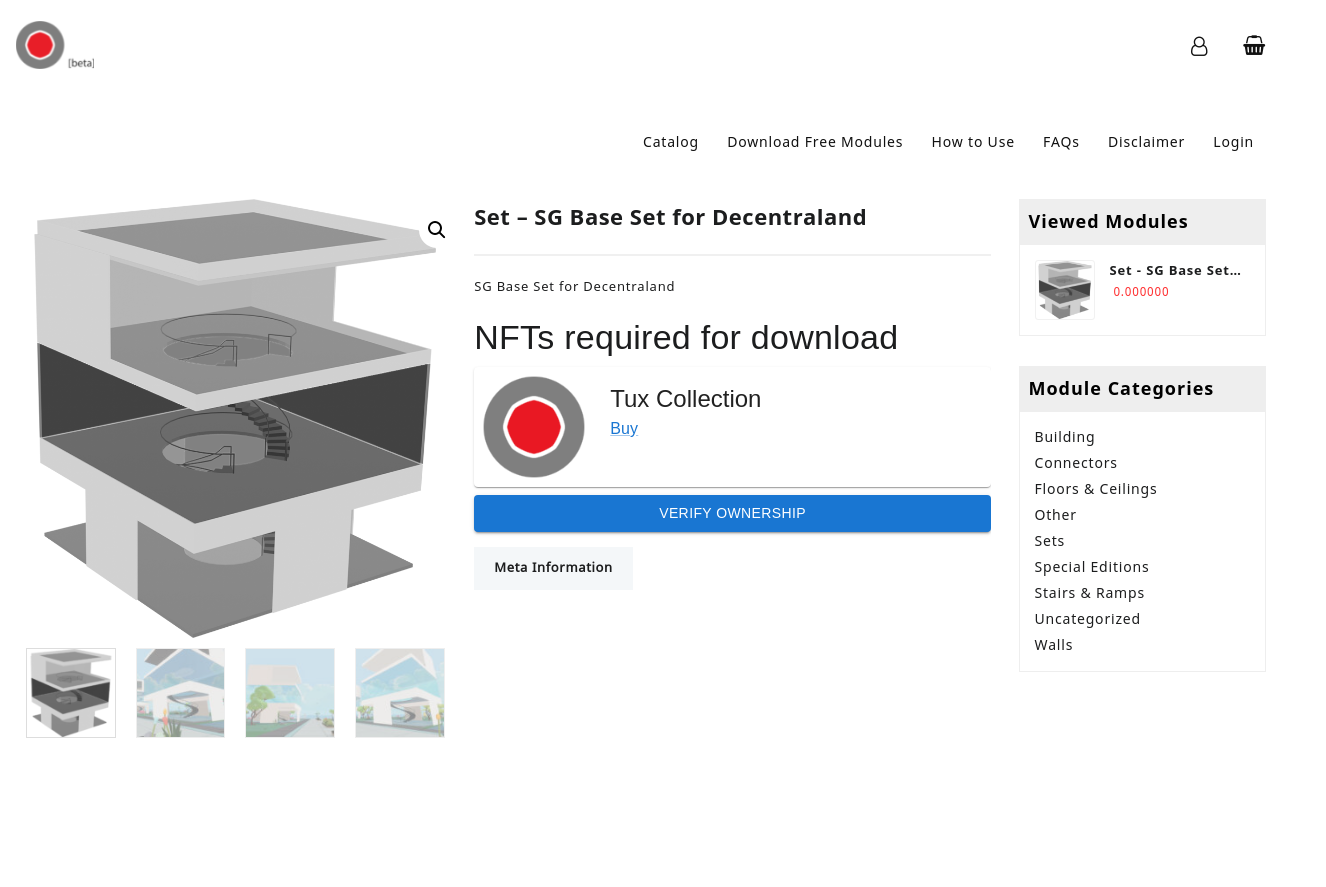 [beta]
Catalog Download Free Modules How to Use FAQs Disclaimer Login
Set – SG Base Set for Decentraland
SG Base Set for Decentraland
NFTs required for download
Tux Collection
Buy
VERIFY OWNERSHIP
Meta Information
Viewed Modules
Set - SG Base Set...
0.000000
Module Categories
Building
Connectors
Floors & Ceilings
Other
Sets
Special Editions
Stairs & Ramps
Uncategorized
Walls